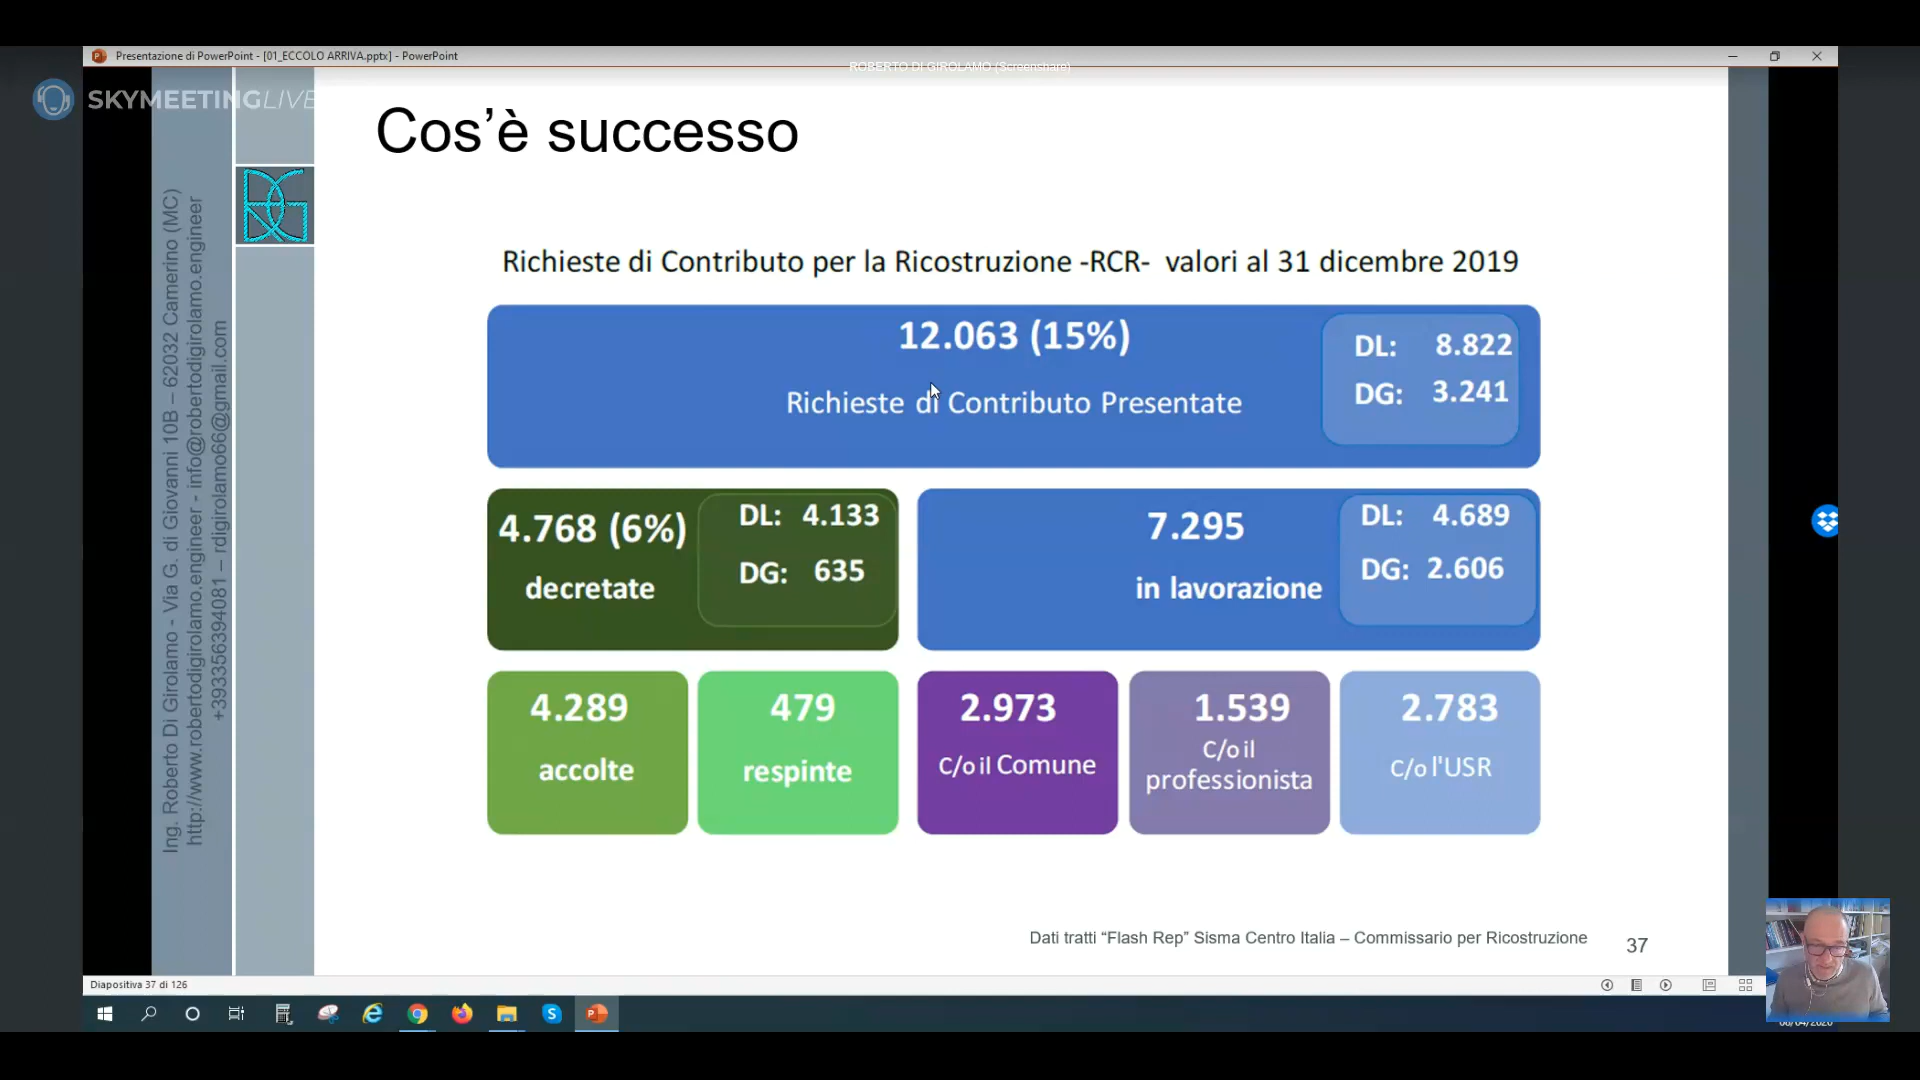 Presentazione di PowerPoint - [01_ECCOLO ARRIVA.pptx] - PowerPoint
ROBERTO DI GIROLAMO (Screenshare)
SKYMEETINGLIVE
Cos’è successo
Ing. Roberto Di Girolamo - Via G. di Giovanni 10B – 62032 Camerino (MC)
http://www.robertodigirolamo.engineer - info@robertodigirolamo.engineer
+393356394081 – rdigirolamo66@gmail.com
Richieste di Contributo per la Ricostruzione -RCR- valori al 31 dicembre 2019
12.063 (15%)
Richieste di Contributo Presentate
DL: 8.822
DG: 3.241
4.768 (6%)
decretate
DL: 4.133
DG: 635
7.295
in lavorazione
DL: 4.689
DG: 2.606
4.289
accolte
479
respinte
2.973
C/o il Comune
1.539
C/o il
professionista
2.783
C/o l'USR
Dati tratti “Flash Rep” Sisma Centro Italia – Commissario per Ricostruzione
37
Diapositiva 37 di 126